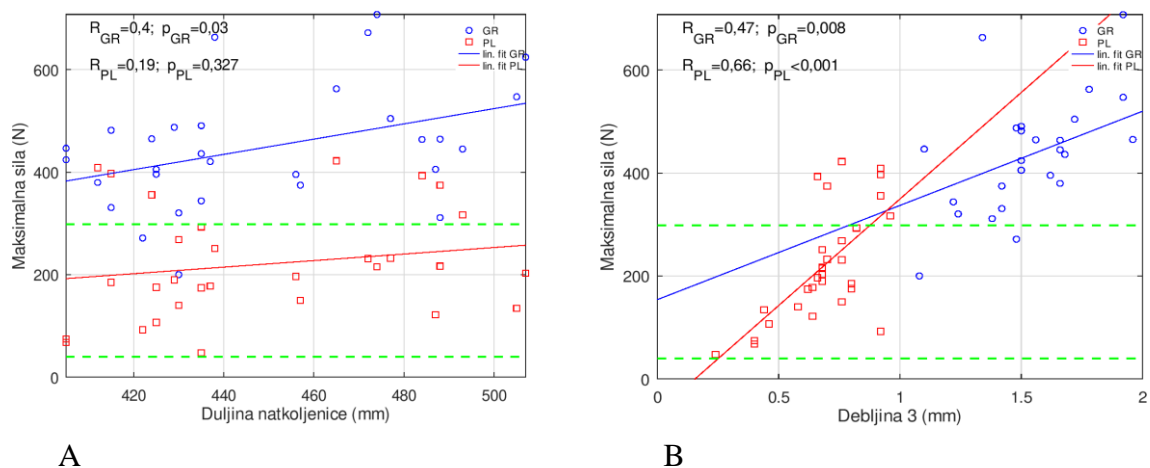 R_GR=0,4; p_GR=0,03
R_PL=0,19; p_PL=0,327
GR
PL
lin. fit GR
lin. fit PL
Maksimalna sila (N)
600
400
200
0
420
440
460
480
500
Duljina natkoljenice (mm)
A
R_GR=0,47; p_GR=0,008
R_PL=0,66; p_PL<0,001
GR
PL
lin. fit GR
lin. fit PL
Maksimalna sila (N)
600
400
200
0
0
0.5
1
1.5
2
Debljina 3 (mm)
B